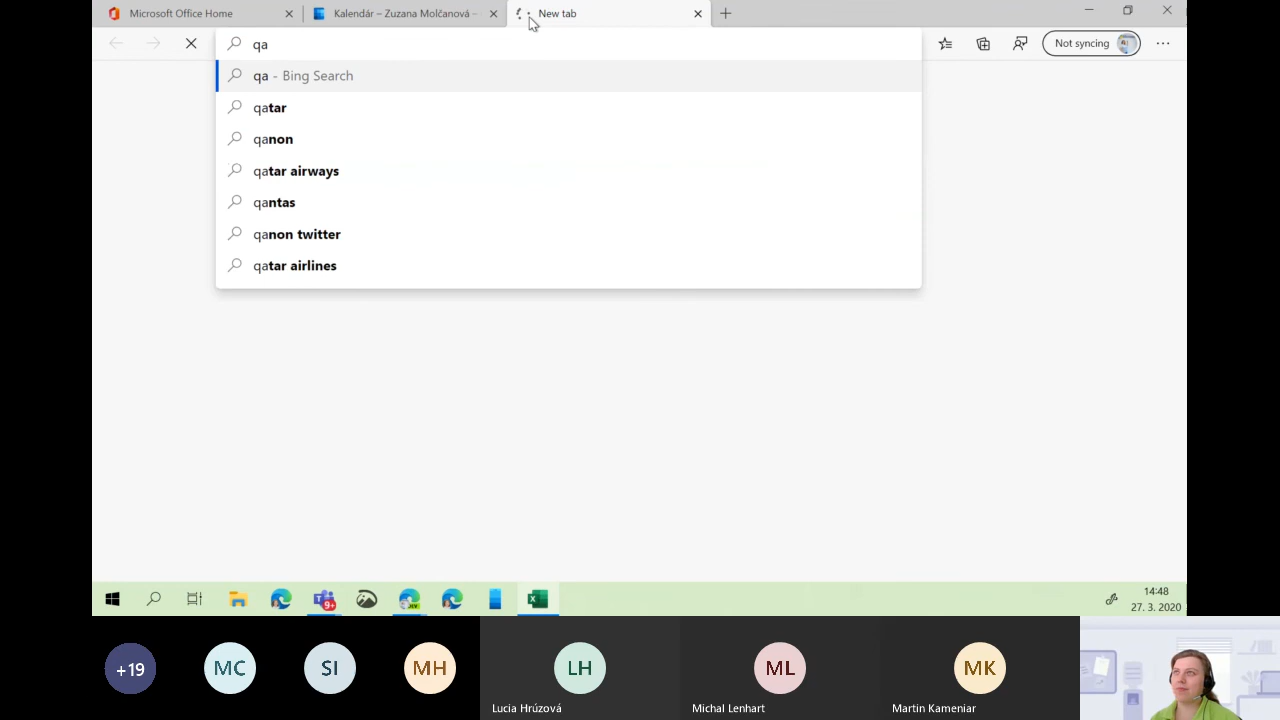 Microsoft Office Home
Kalendár – Zuzana Molčanová –
New tab
qa
Not syncing
qa - Bing Search
qatar
qanon
qatar airways
qantas
qanon twitter
qatar airlines
9+
14:48
27. 3. 2020
+19
MC
SI
MH
LH
Lucia Hrúzová
ML
Michal Lenhart
MK
Martin Kameniar